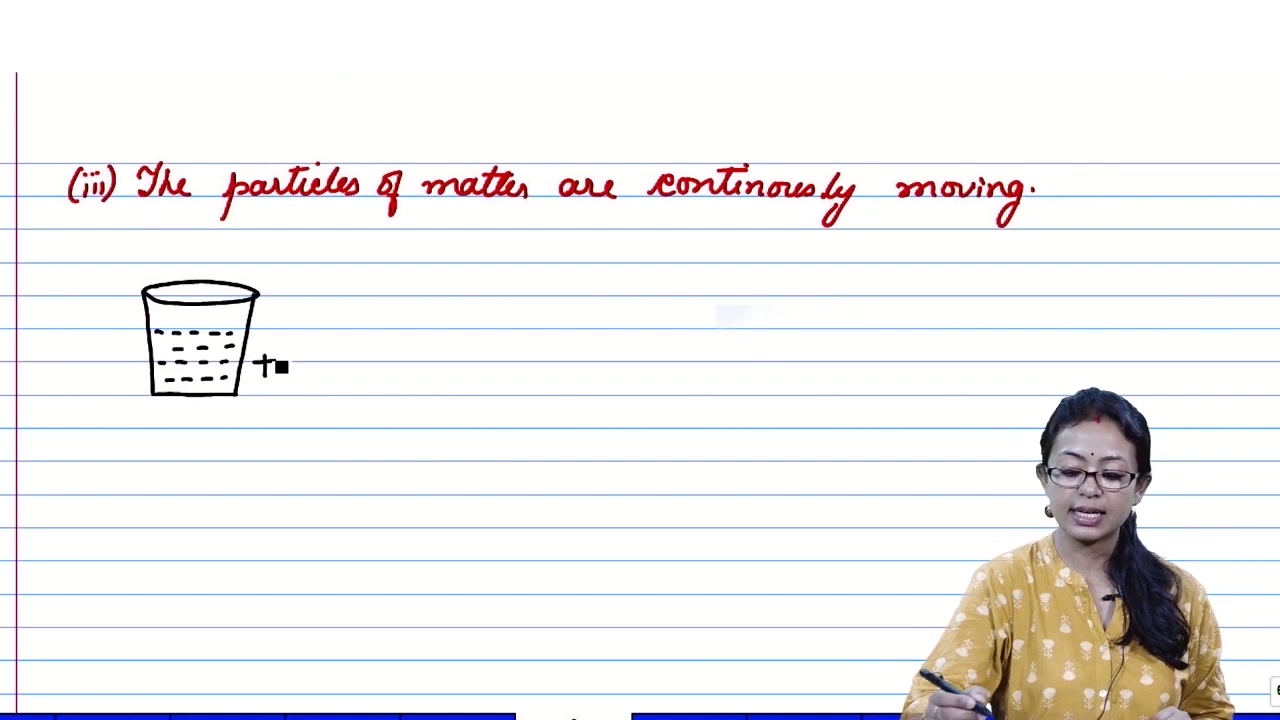 (iii) The particles of matter are continously moving.
+